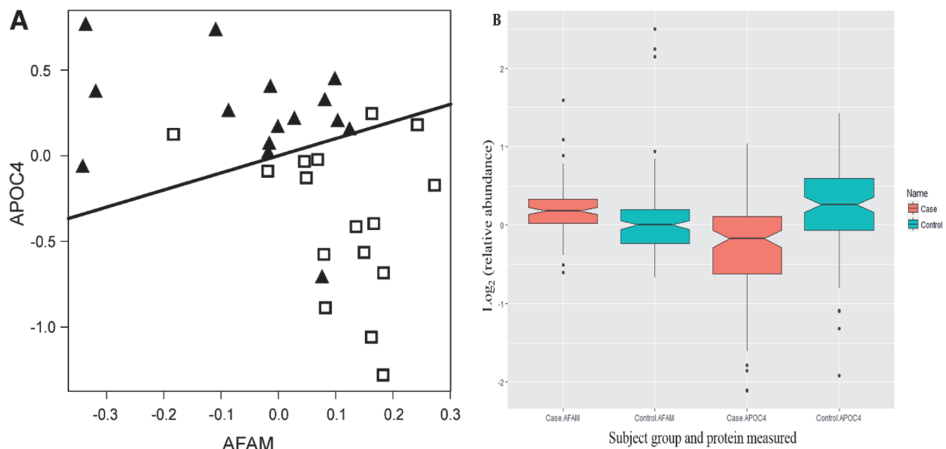 A
APOC4
0.5
0.0
-0.5
-1.0
-0.3
-0.2
-0.1
0.0
0.1
0.2
0.3
AFAM
B
Log2 (relative abundance)
2
1
0
-1
-2
Case AFAM
Control AFAM
Case APOC4
Control APOC4
Subject group and protein measured
Name
Case
Control